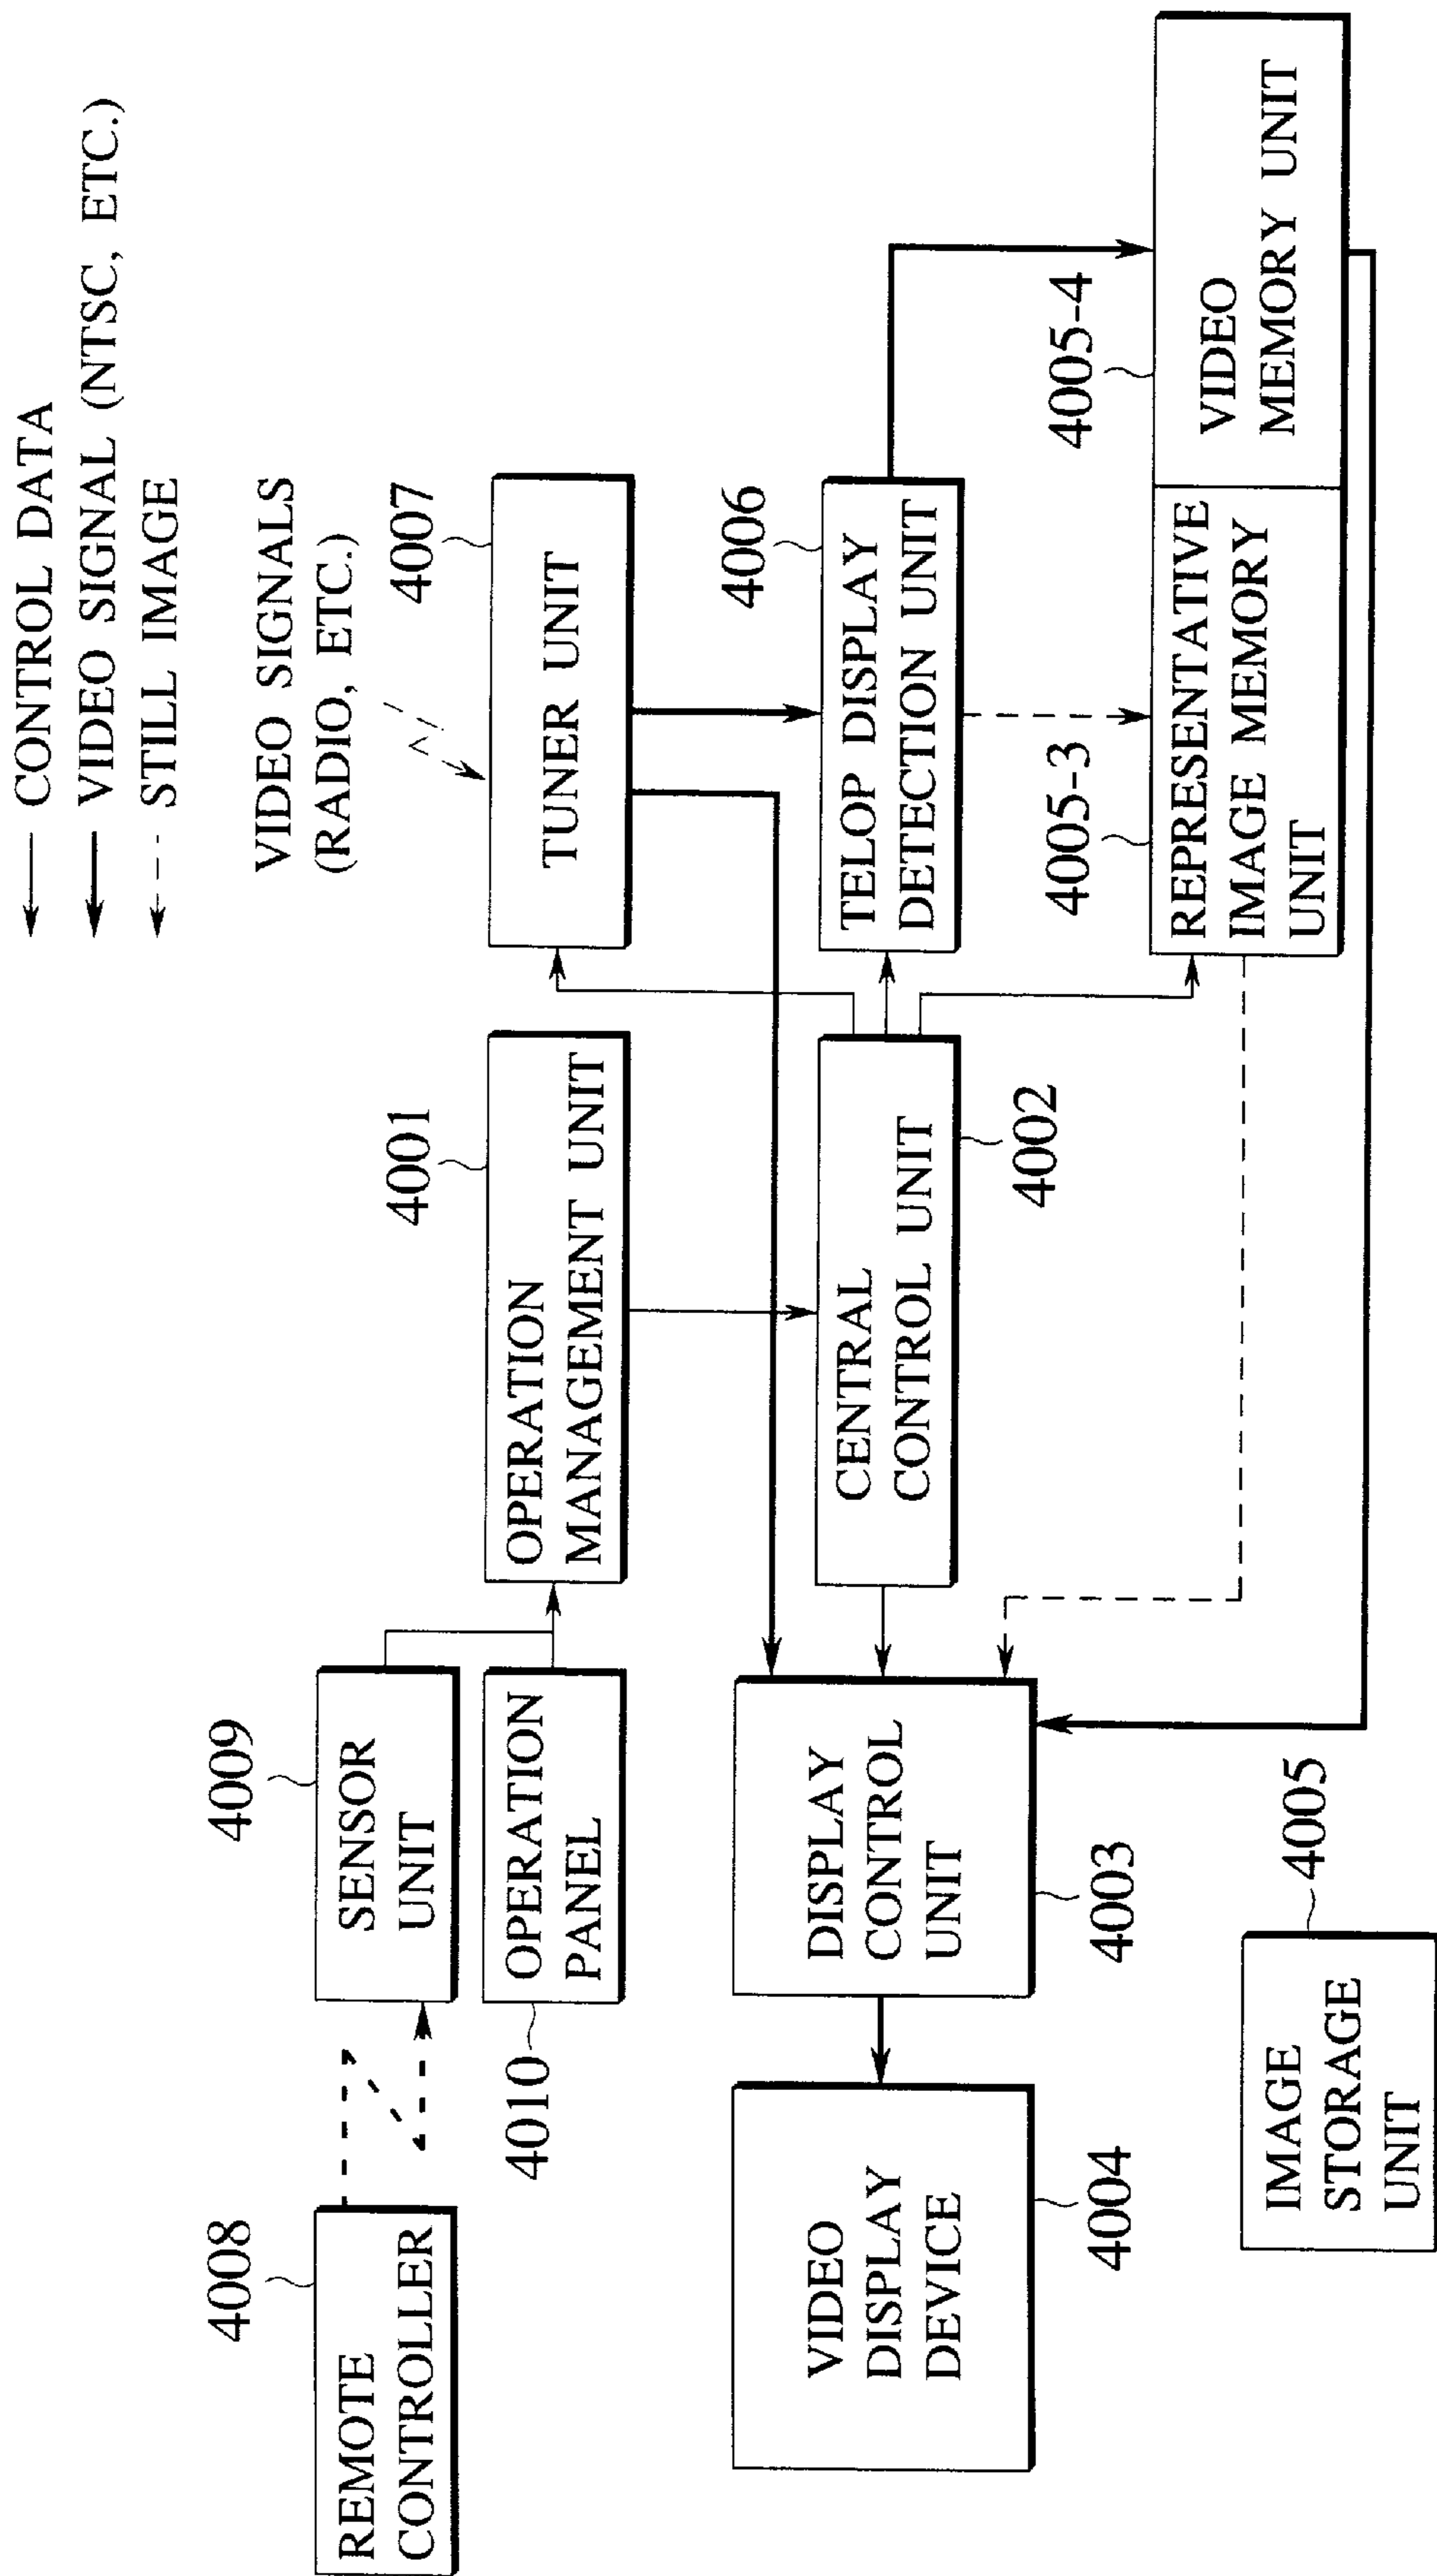 CONTROL DATA
VIDEO SIGNAL (NTSC, ETC.)
STILL IMAGE
VIDEO SIGNALS
(RADIO, ETC.)
4008
REMOTE
CONTROLLER
4009
SENSOR
UNIT
4010
OPERATION
PANEL
4001
OPERATION
MANAGEMENT UNIT
4007
TUNER UNIT
4004
VIDEO
DISPLAY
DEVICE
4003
DISPLAY
CONTROL
UNIT
4002
CENTRAL
CONTROL UNIT
4006
TELOP DISPLAY
DETECTION UNIT
4005-3
REPRESENTATIVE
IMAGE MEMORY
UNIT
4005-4
VIDEO
MEMORY UNIT
4005
IMAGE
STORAGE
UNIT